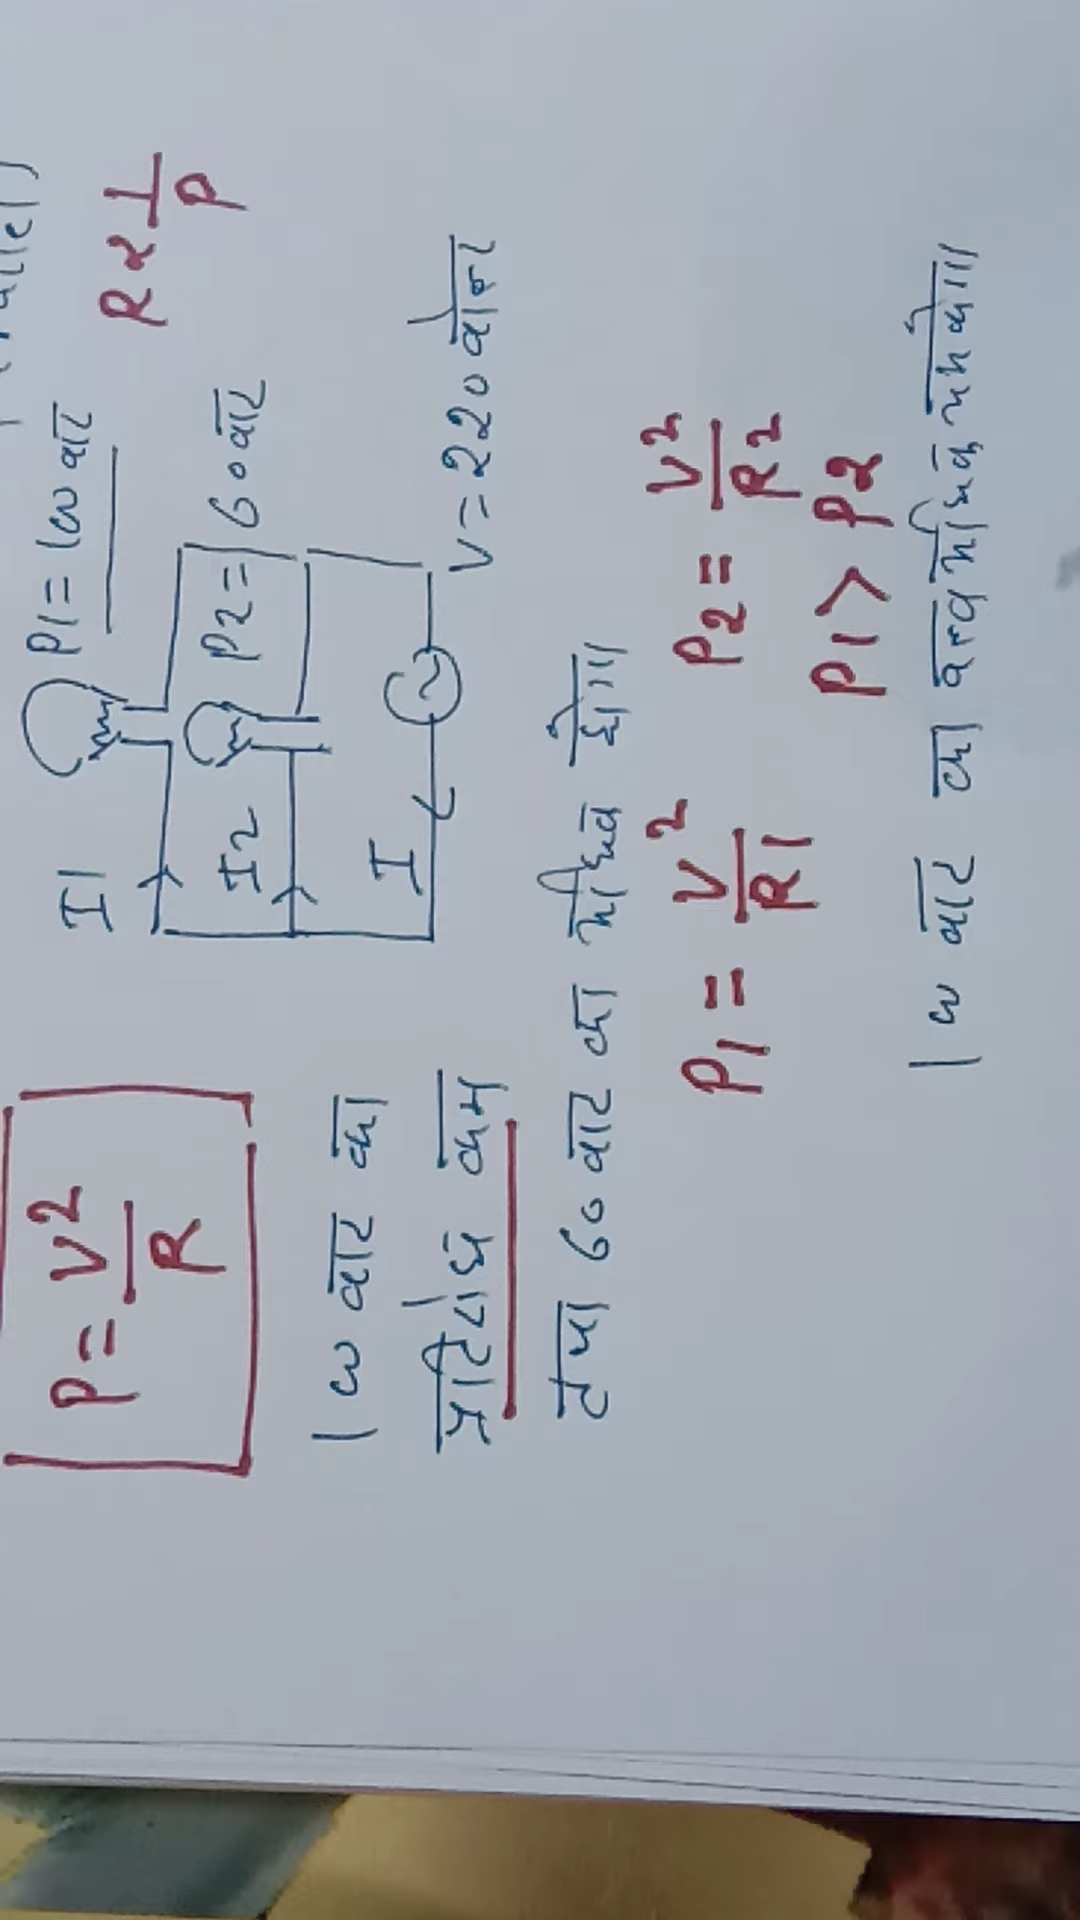 I1 P1 = 100 वाट
R ∝ 1/P
P = V²/R
I2 P2 = 60 वाट
I
V = 220 वोल्ट
100 वाट का
प्रतिरोध कम
तथा 60 वाट का अधिक होगा
P1 = V²/R1 P2 = V²/R2
P1 > P2
100 वाट का बल्व अधिक चमकेगा